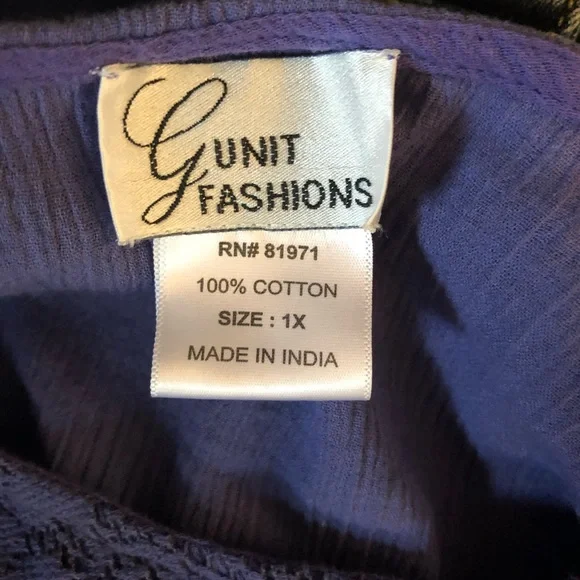 G UNIT
FASHIONS
RN# 81971
100% COTTON
SIZE : 1X
MADE IN INDIA